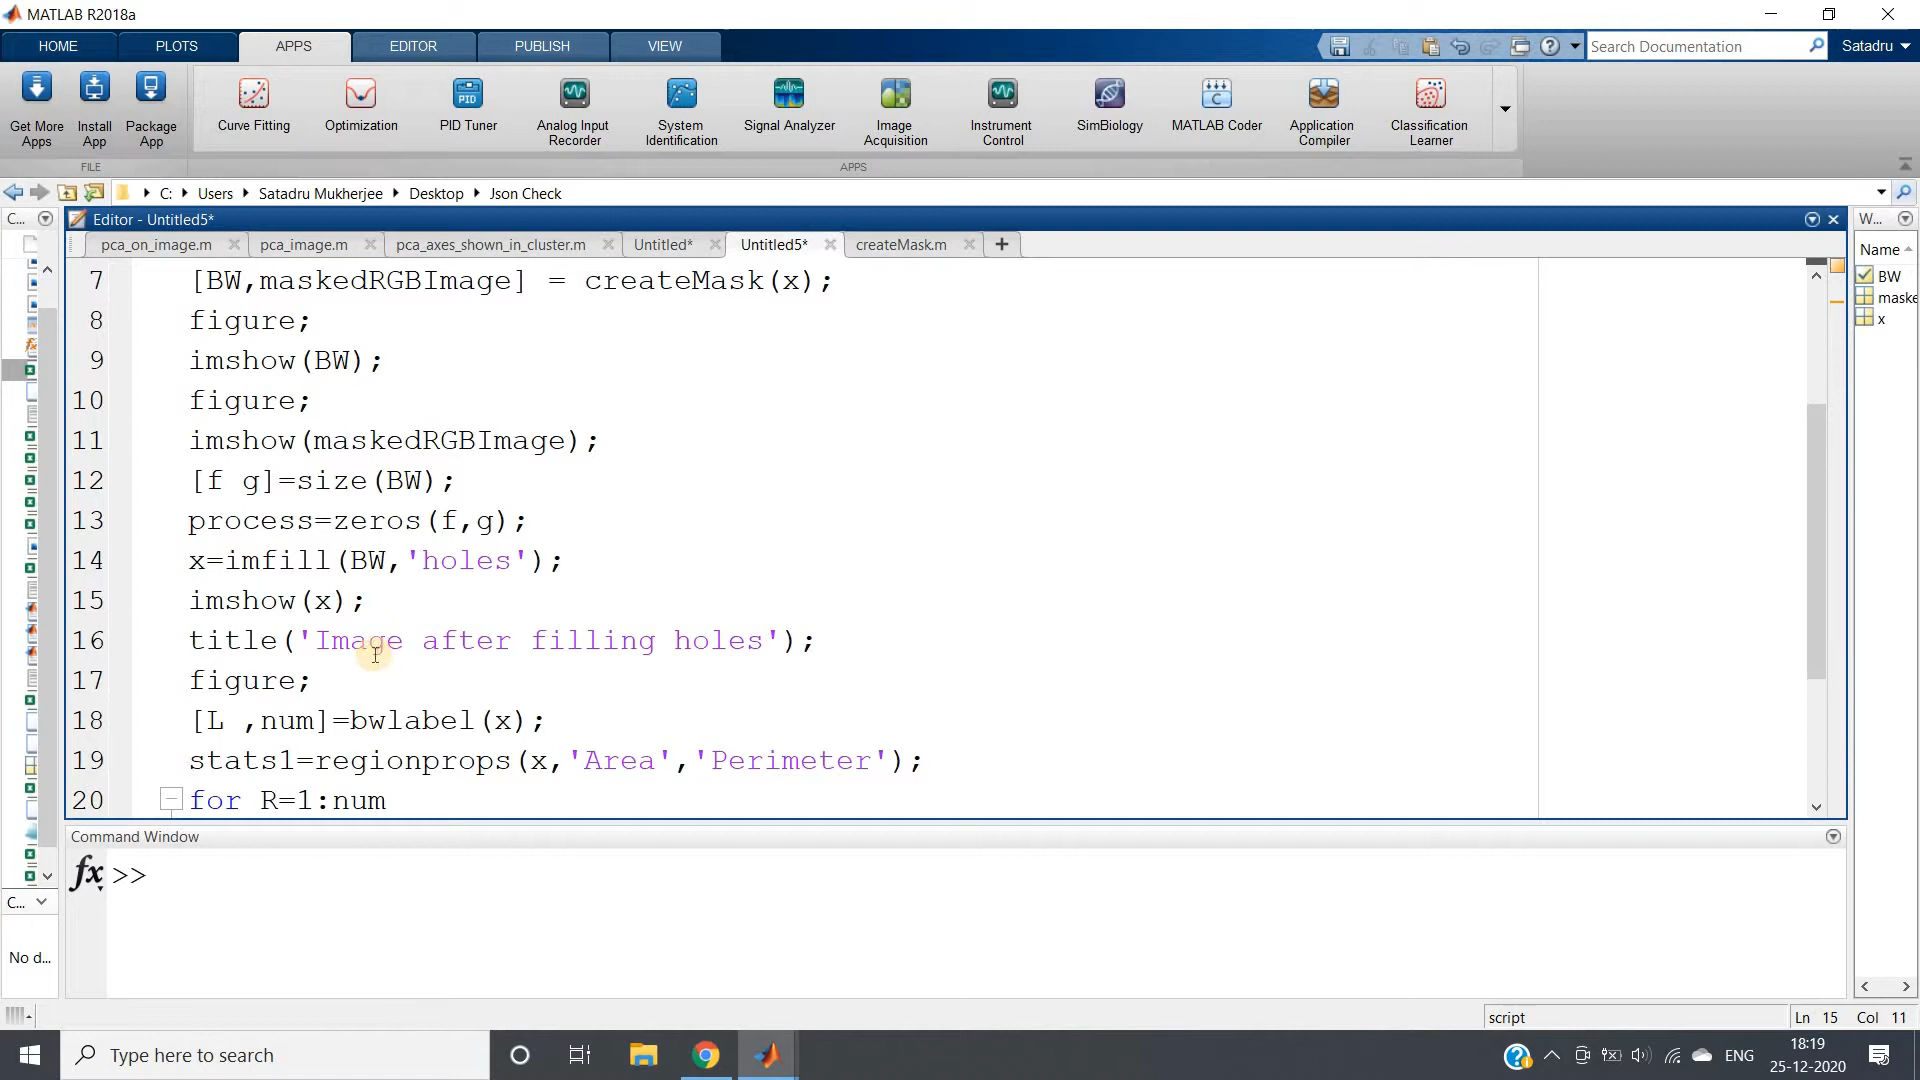 MATLAB R2018a
HOME PLOTS APPS EDITOR PUBLISH VIEW Search Documentation Satadru
Get More Apps Install App Package App Curve Fitting Optimization PID Tuner Analog Input Recorder System Identification Signal Analyzer Image Acquisition Instrument Control SimBiology MATLAB Coder Application Compiler Classification Learner
FILE APPS
C: Users Satadru Mukherjee Desktop Json Check
C... Editor - Untitled5* W...
pca_on_image.m pca_image.m pca_axes_shown_in_cluster.m Untitled* Untitled5* createMask.m +
Name
BW
maske
x
7 [BW,maskedRGBImage] = createMask(x);
8 figure;
9 imshow(BW);
10 figure;
11 imshow(maskedRGBImage);
12 [f g]=size(BW);
13 process=zeros(f,g);
14 x=imfill(BW,'holes');
15 imshow(x);
16 title('Image after filling holes');
17 figure;
18 [L ,num]=bwlabel(x);
19 stats1=regionprops(x,'Area','Perimeter');
20 for R=1:num
Command Window
fx >>
C...
No d...
script Ln 15 Col 11
Type here to search ENG 18:19
25-12-2020